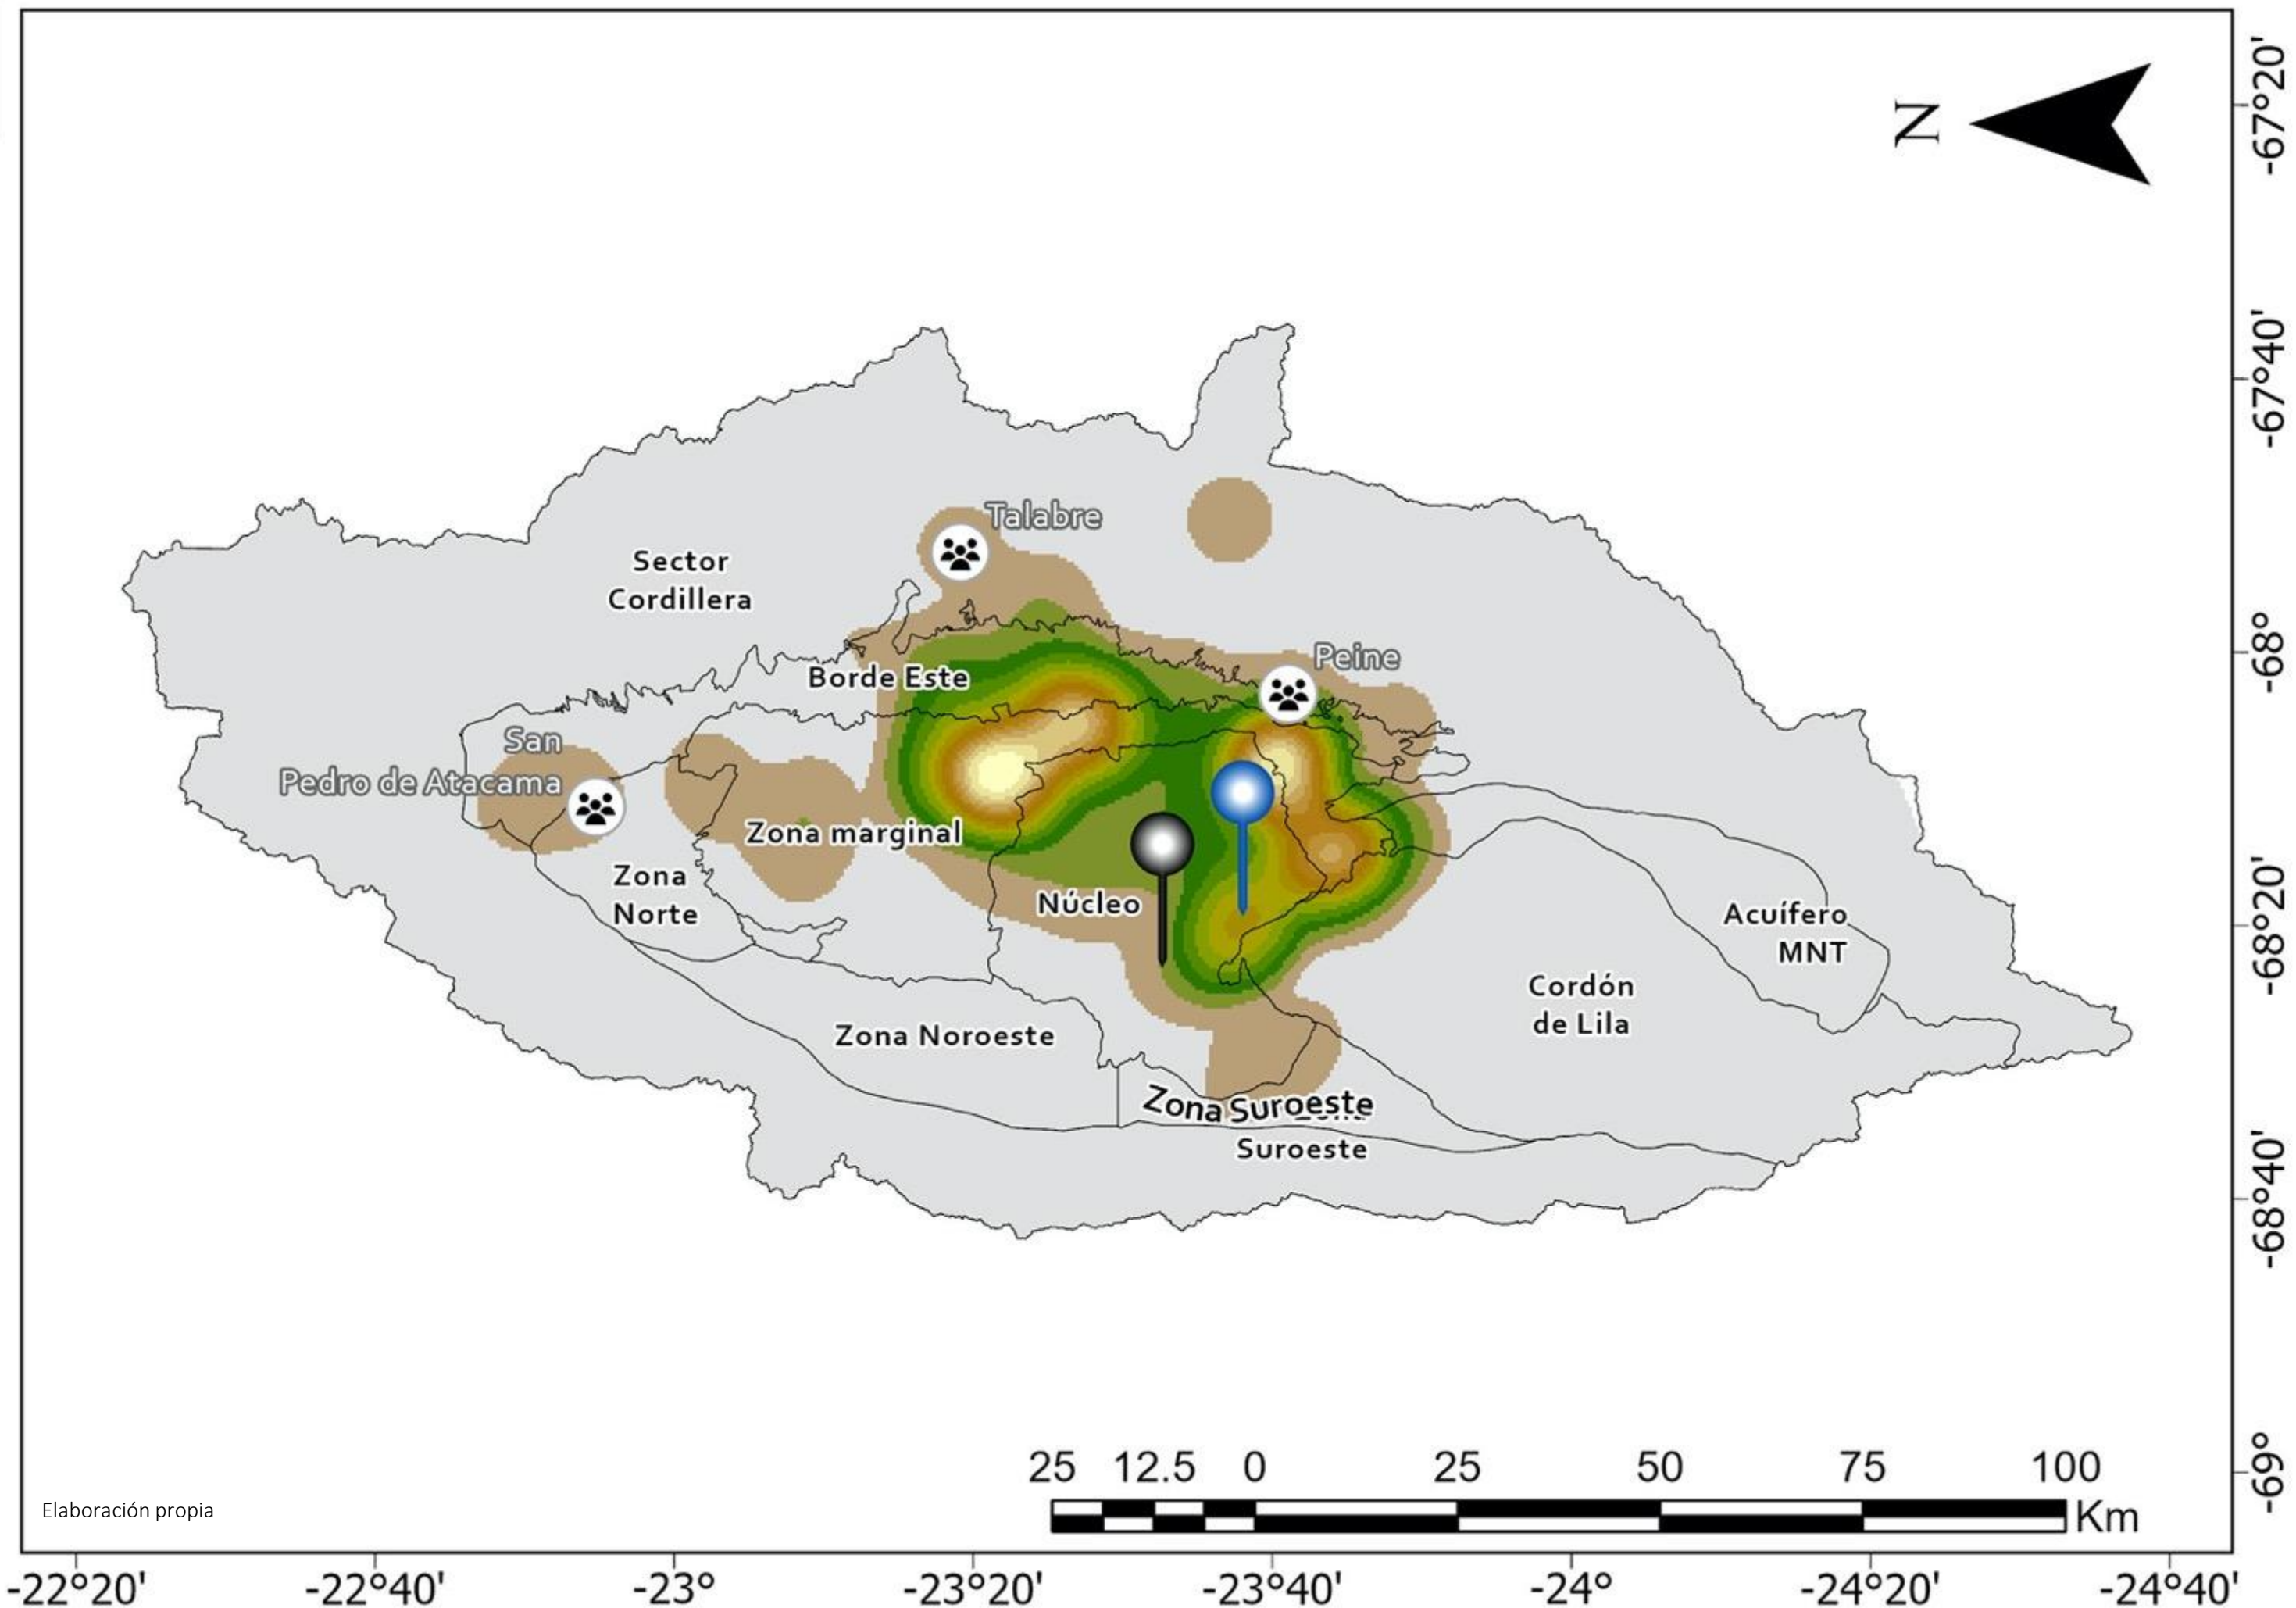 N
Talabre
Sector
Cordillera
Peine
Borde Este
San
Pedro de Atacama
Zona marginal
Zona
Norte
Núcleo
Acuífero
MNT
Cordón
de Lila
Zona Noroeste
Zona Suroeste
Suroeste
25 12.5 0 25 50 75 100
Km
Elaboración propia
-22°20' -22°40' -23° -23°20' -23°40' -24° -24°20' -24°40'
-67°20'
-67°40'
-68°
-68°20'
-68°40'
-69°